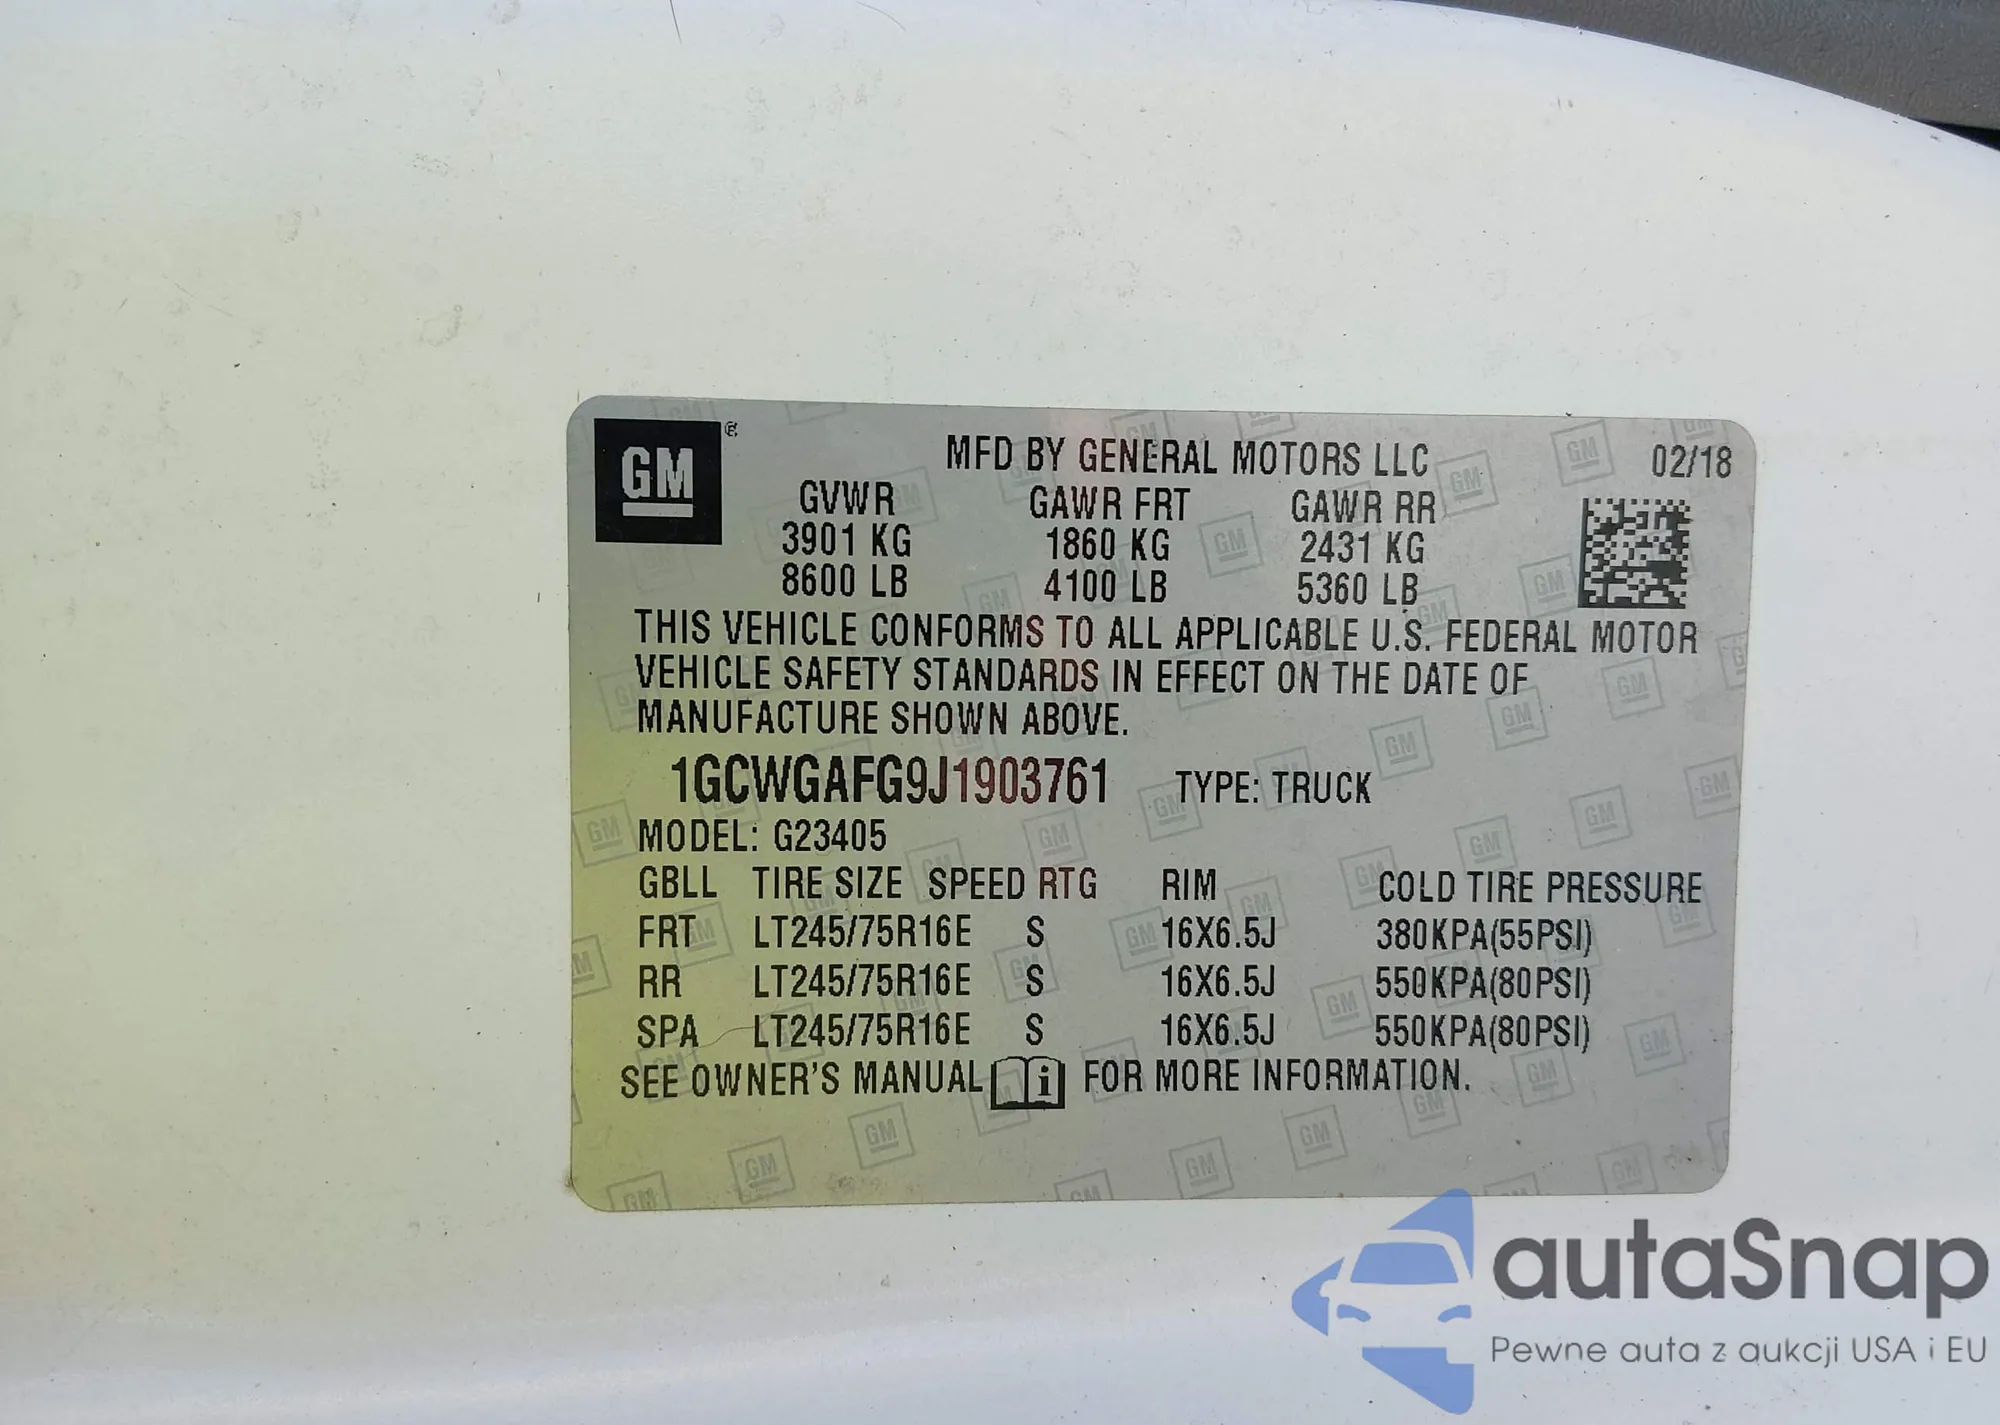 GM
MFD BY GENERAL MOTORS LLC 02/18
GVWR GAWR FRT GAWR RR
3901 KG 1860 KG 2431 KG
8600 LB 4100 LB 5360 LB
THIS VEHICLE CONFORMS TO ALL APPLICABLE U.S. FEDERAL MOTOR
VEHICLE SAFETY STANDARDS IN EFFECT ON THE DATE OF
MANUFACTURE SHOWN ABOVE.
1GCWGAFG9J1903761 TYPE: TRUCK
MODEL: G23405
GBLL TIRE SIZE SPEED RTG RIM COLD TIRE PRESSURE
FRT LT245/75R16E S 16X6.5J 380KPA(55PSI)
RR LT245/75R16E S 16X6.5J 550KPA(80PSI)
SPA LT245/75R16E S 16X6.5J 550KPA(80PSI)
SEE OWNER'S MANUAL i FOR MORE INFORMATION.
autaSnap
Pewne auta z aukcji USA i EU